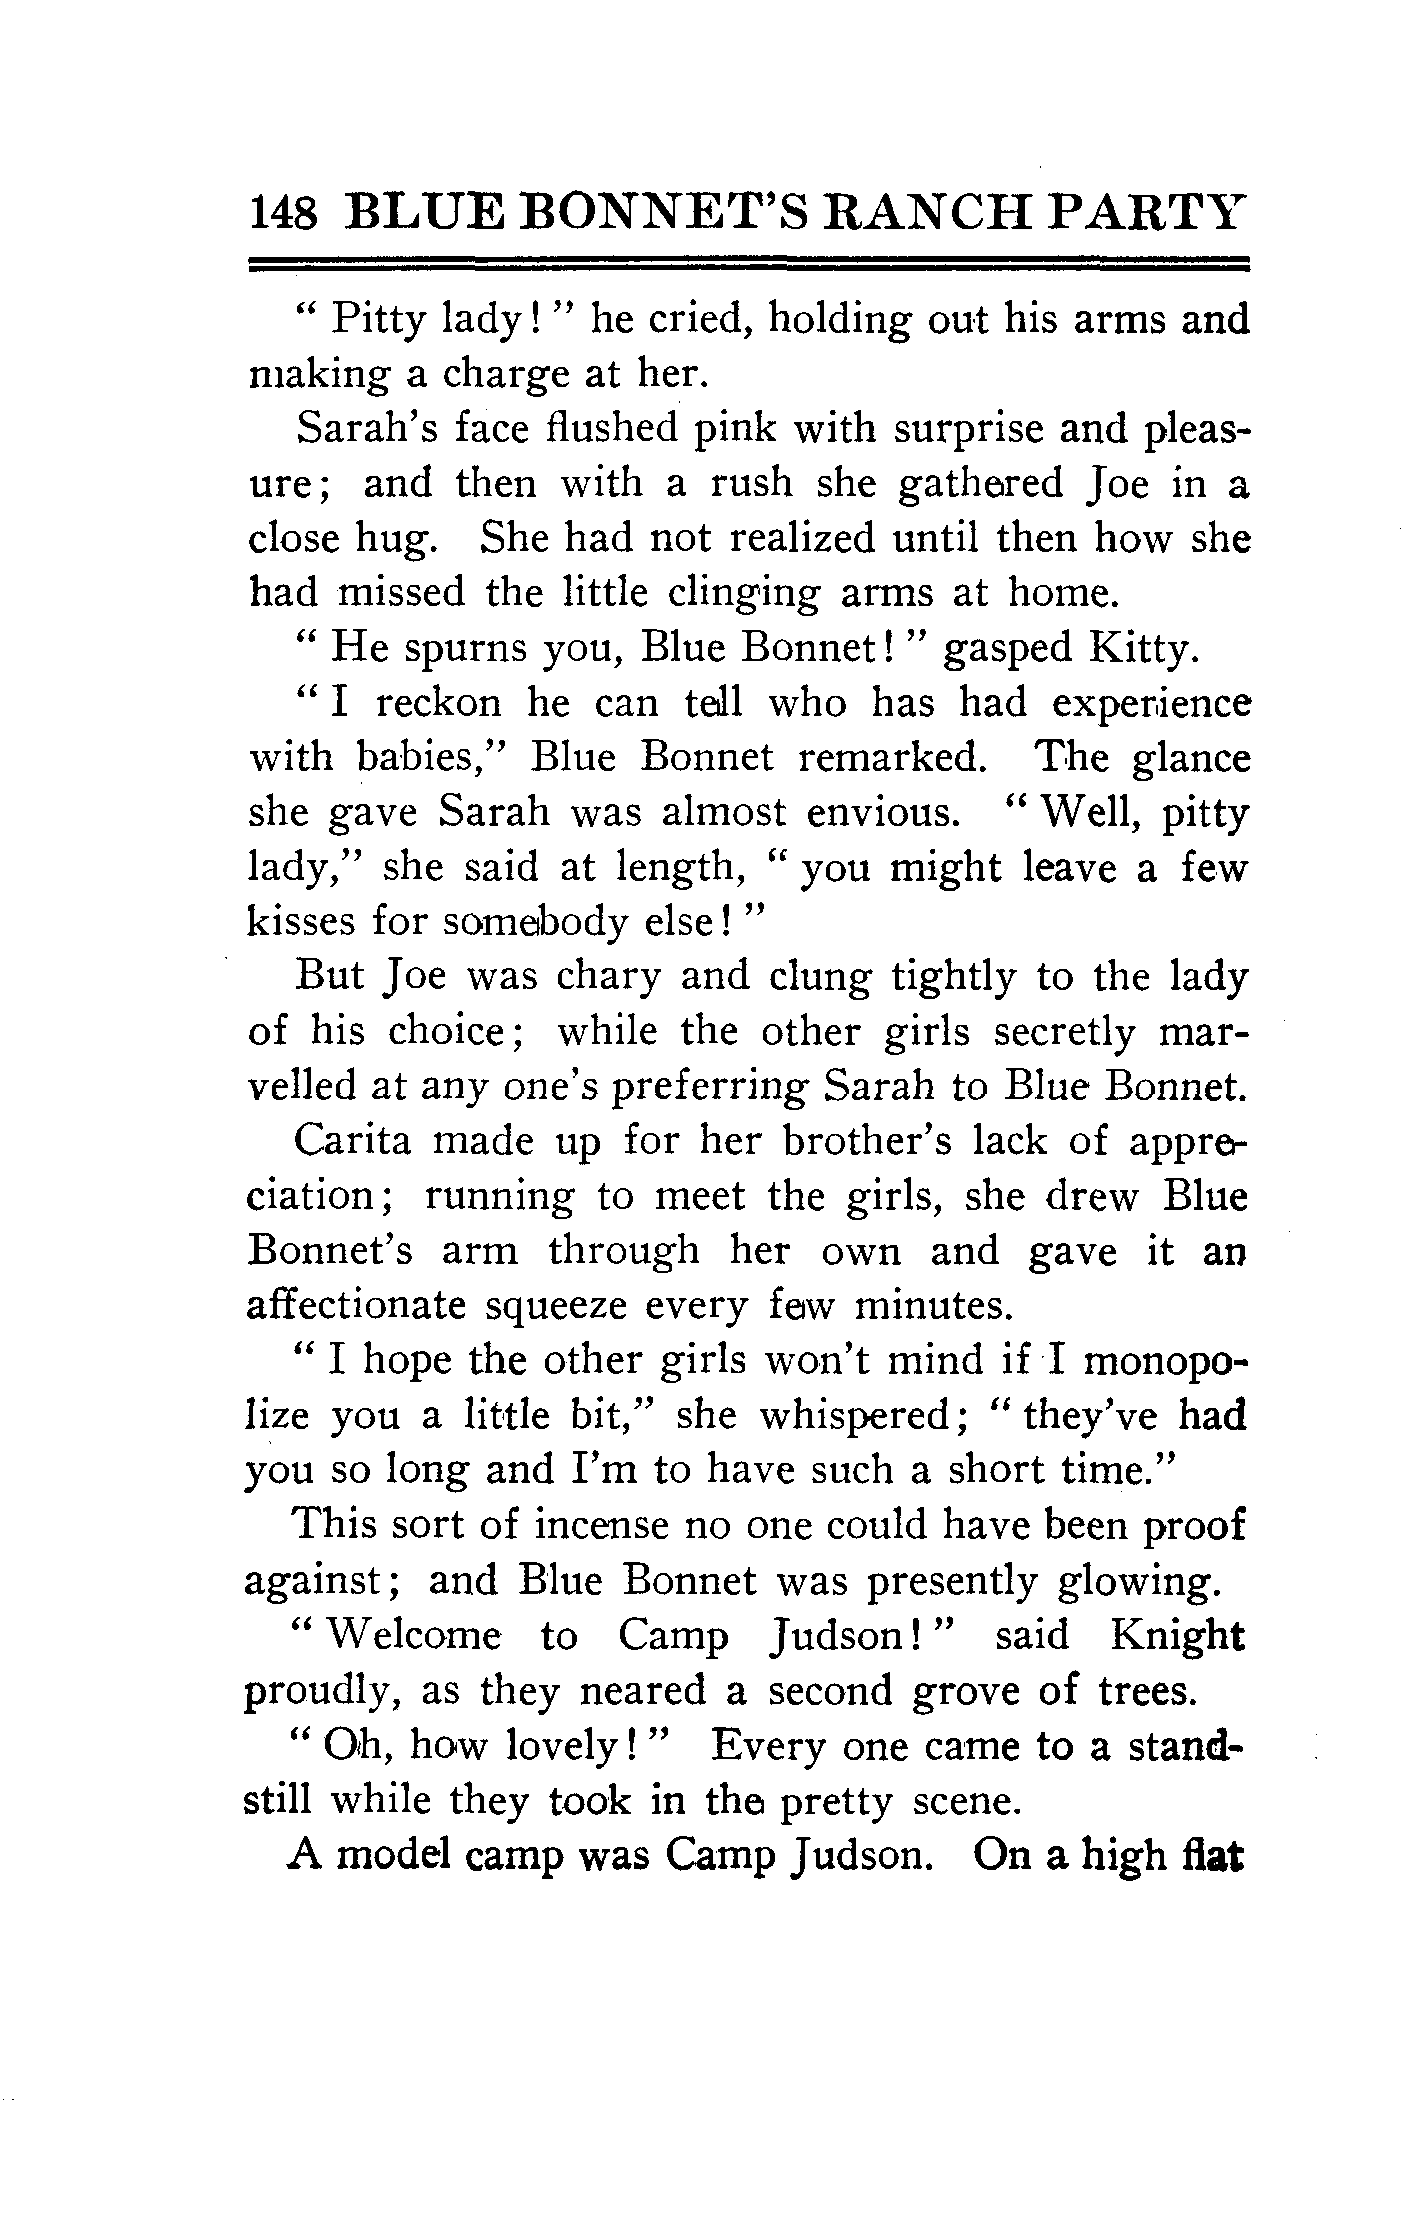 148 BLUE BONNET'S RANCH PARTY
" Pitty lady! " he cried, holding out his arms and
making a charge at her.
Sarah's face flushed pink with surprise and pleas-
ure; and then with a rush she gathered Joe in a
close hug. She had not realized until then how she
had missed the little clinging arms at home.
" He spurns you, Blue Bonnet! " gasped Kitty.
" I reckon he can tell who has had experience
with babies," Blue Bonnet remarked. The glance
she gave Sarah was almost envious. " Well, pitty
lady," she said at length, " you might leave a few
kisses for somebody else! "
But Joe was chary and clung tightly to the lady
of his choice; while the other girls secretly mar-
velled at any one's preferring Sarah to Blue Bonnet.
Carita made up for her brother's lack of appre-
ciation; running to meet the girls, she drew Blue
Bonnet's arm through her own and gave it an
affectionate squeeze every few minutes.
" I hope the other girls won't mind if I monopo-
lize you a little bit," she whispered; " they've had
you so long and I'm to have such a short time."
This sort of incense no one could have been proof
against; and Blue Bonnet was presently glowing.
" Welcome to Camp Judson! " said Knight
proudly, as they neared a second grove of trees.
" Oh, how lovely! " Every one came to a stand-
still while they took in the pretty scene.
A model camp was Camp Judson. On a high flat